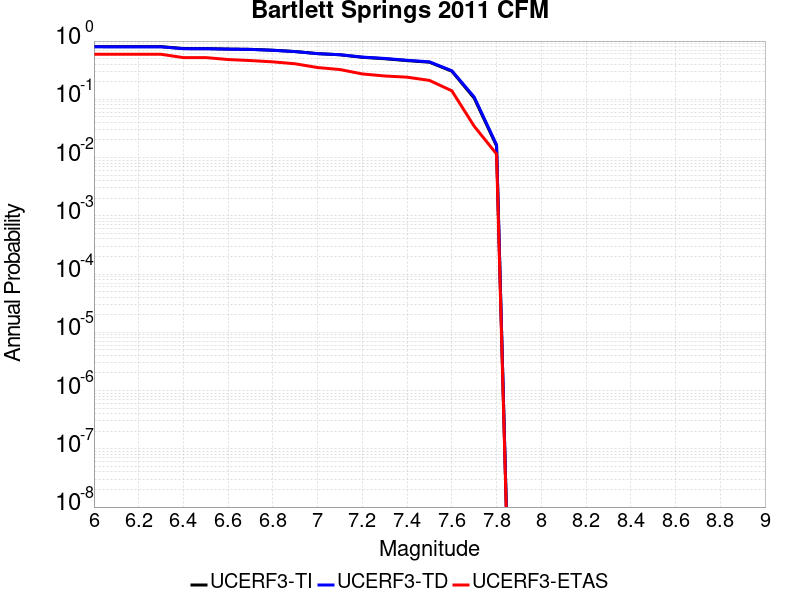 Bartlett Springs 2011 CFM
Annual Probability
10^0
10^-1
10^-2
10^-3
10^-4
10^-5
10^-6
10^-7
10^-8
6 6.2 6.4 6.6 6.8 7 7.2 7.4 7.6 7.8 8 8.2 8.4 8.6 8.8 9
Magnitude
UCERF3-TI UCERF3-TD UCERF3-ETAS